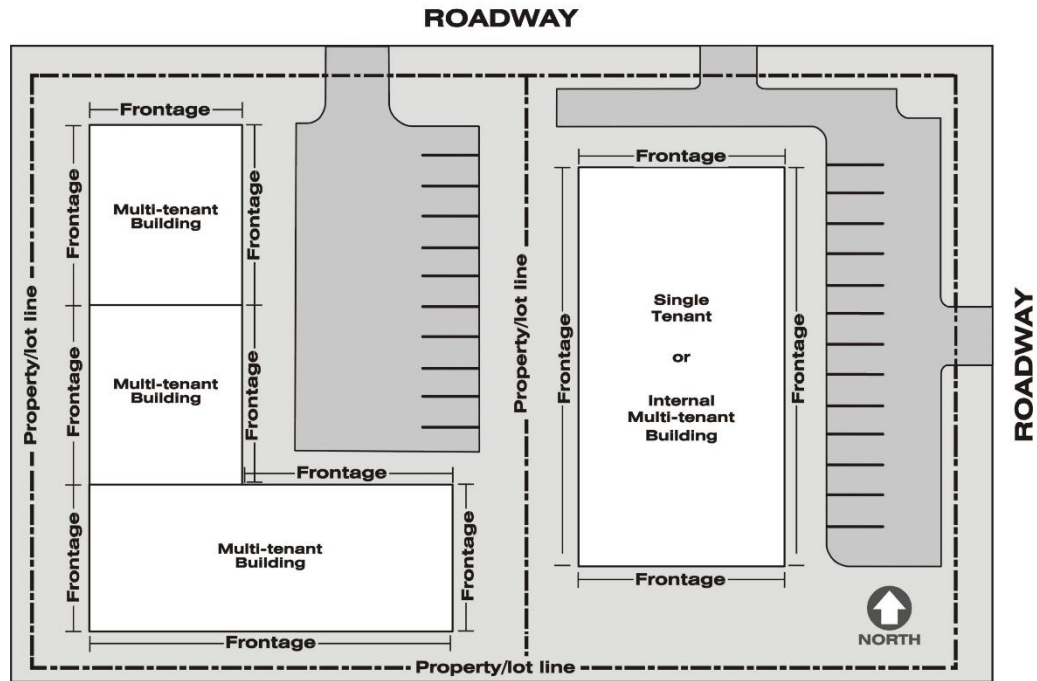 ROADWAY
Frontage
Frontage
Frontage
Multi-tenant
Building
Frontage
Frontage
Multi-tenant
Building
Frontage
Frontage
Frontage
Multi-tenant
Building
Frontage
Frontage
Property/lot line
Property/lot line
Property/lot line
Frontage
Frontage
Single
Tenant
or
Internal
Multi-tenant
Building
Frontage
Frontage
NORTH
ROADWAY